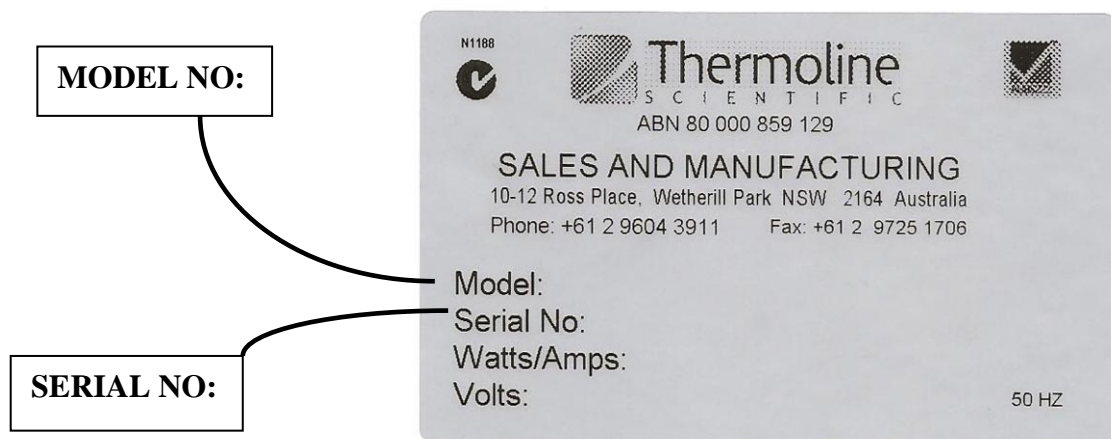 MODEL NO:
SERIAL NO:
N1188
Thermoline
SCIENTIFIC
ABN 80 000 859 129
SALES AND MANUFACTURING
10-12 Ross Place, Wetherill Park NSW 2164 Australia
Phone: +61 2 9604 3911 Fax: +61 2 9725 1706
Model:
Serial No:
Watts/Amps:
Volts:
50 HZ